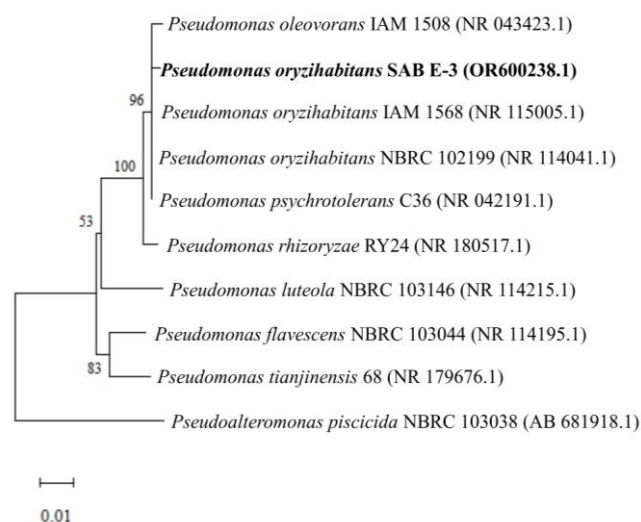 Pseudomonas oleovorans IAM 1508 (NR 043423.1)
Pseudomonas oryzihabitans SAB E-3 (OR600238.1)
96
Pseudomonas oryzihabitans IAM 1568 (NR 115005.1)
Pseudomonas oryzihabitans NBRC 102199 (NR 114041.1)
100
Pseudomonas psychrotolerans C36 (NR 042191.1)
53
Pseudomonas rhizoryzae RY24 (NR 180517.1)
Pseudomonas luteola NBRC 103146 (NR 114215.1)
Pseudomonas flavescens NBRC 103044 (NR 114195.1)
83
Pseudomonas tianjinensis 68 (NR 179676.1)
Pseudoalteromonas piscicida NBRC 103038 (AB 681918.1)
0.01